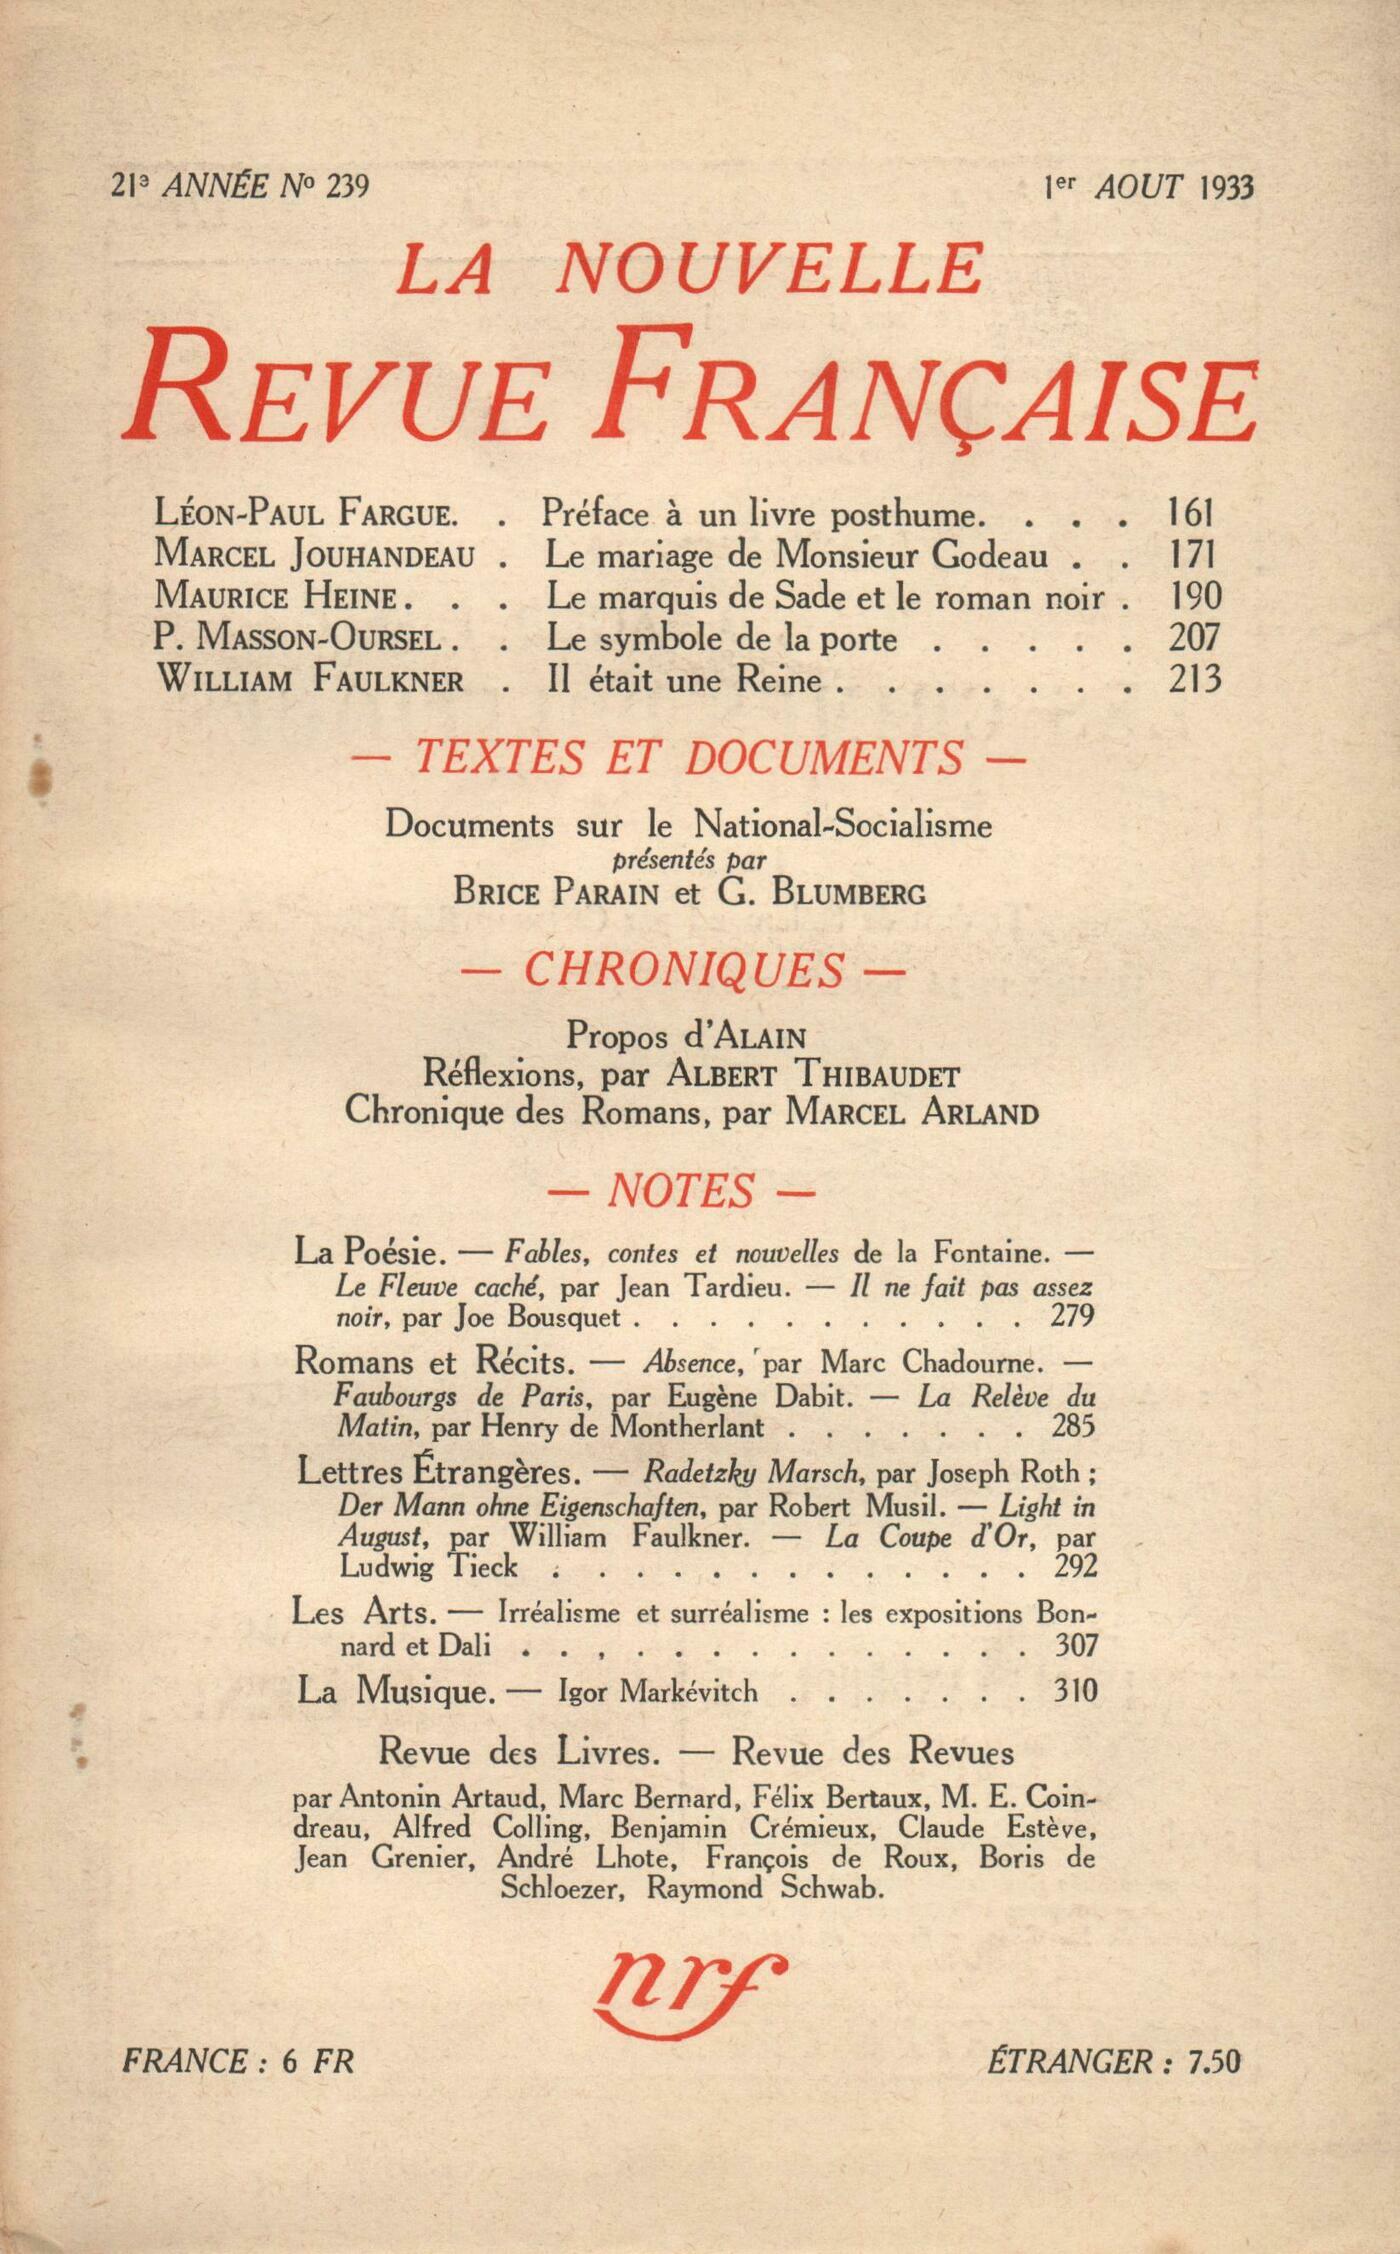 21e ANNÉE No 239
1er AOUT 1933
LA NOUVELLE
REVUE FRANÇAISE
LÉON-PAUL FARGUE. . Préface à un livre posthume. . . . 161
MARCEL JOUHANDEAU . Le mariage de Monsieur Godeau . . 171
MAURICE HEINE. . . Le marquis de Sade et le roman noir . 190
P. MASSON-OURSEL . . Le symbole de la porte . . . . . 207
WILLIAM FAULKNER . Il était une Reine . . . . . . . 213
— TEXTES ET DOCUMENTS —
Documents sur le National-Socialisme
présentés par
BRICE PARAIN et G. BLUMBERG
— CHRONIQUES —
Propos d'ALAIN
Réflexions, par ALBERT THIBAUDET
Chronique des Romans, par MARCEL ARLAND
— NOTES —
La Poésie. — Fables, contes et nouvelles de la Fontaine. —
Le Fleuve caché, par Jean Tardieu. — Il ne fait pas assez
noir, par Joe Bousquet . . . . . . . . . . . 279
Romans et Récits. — Absence, par Marc Chadourne. —
Faubourgs de Paris, par Eugène Dabit. — La Relève du
Matin, par Henry de Montherlant . . . . . . . 285
Lettres Étrangères. — Radetzky Marsch, par Joseph Roth ;
Der Mann ohne Eigenschaften, par Robert Musil. — Light in
August, par William Faulkner. — La Coupe d'Or, par
Ludwig Tieck . . . . . . . . . . . . . 292
Les Arts. — Irréalisme et surréalisme : les expositions Bon-
nard et Dali . . . . . . . . . . . . . . 307
La Musique. — Igor Markévitch . . . . . . . 310
Revue des Livres. — Revue des Revues
par Antonin Artaud, Marc Bernard, Félix Bertaux, M. E. Coin-
dreau, Alfred Colling, Benjamin Crémieux, Claude Estève,
Jean Grenier, André Lhote, François de Roux, Boris de
Schloezer, Raymond Schwab.
nrf
FRANCE : 6 FR
ÉTRANGER : 7.50